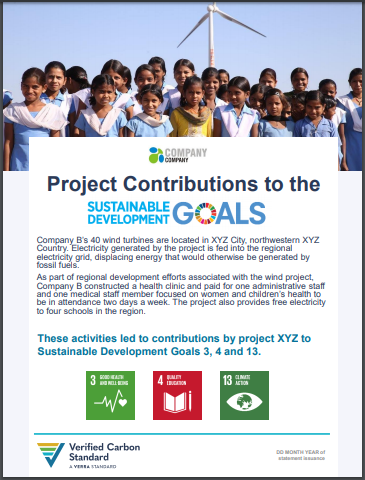 COMPANY
COMPANY
Project Contributions to the
SUSTAINABLE
DEVELOPMENT GOALS
Company B's 40 wind turbines are located in XYZ City, northwestern XYZ
Country. Electricity generated by the project is fed into the regional
electricity grid, displacing energy that would otherwise be generated by
fossil fuels.
As part of regional development efforts associated with the wind project,
Company B constructed a health clinic and paid for one administrative staff
and one medical staff member focused on women and children's health to
be in attendance two days a week. The project also provides free electricity
to four schools in the region.
These activities led to contributions by project XYZ to
Sustainable Development Goals 3, 4 and 13.
3 GOOD HEALTH
AND WELL-BEING
4 QUALITY
EDUCATION
13 CLIMATE
ACTION
Verified Carbon
Standard
A VERRA STANDARD
DD MONTH YEAR of
statement issuance